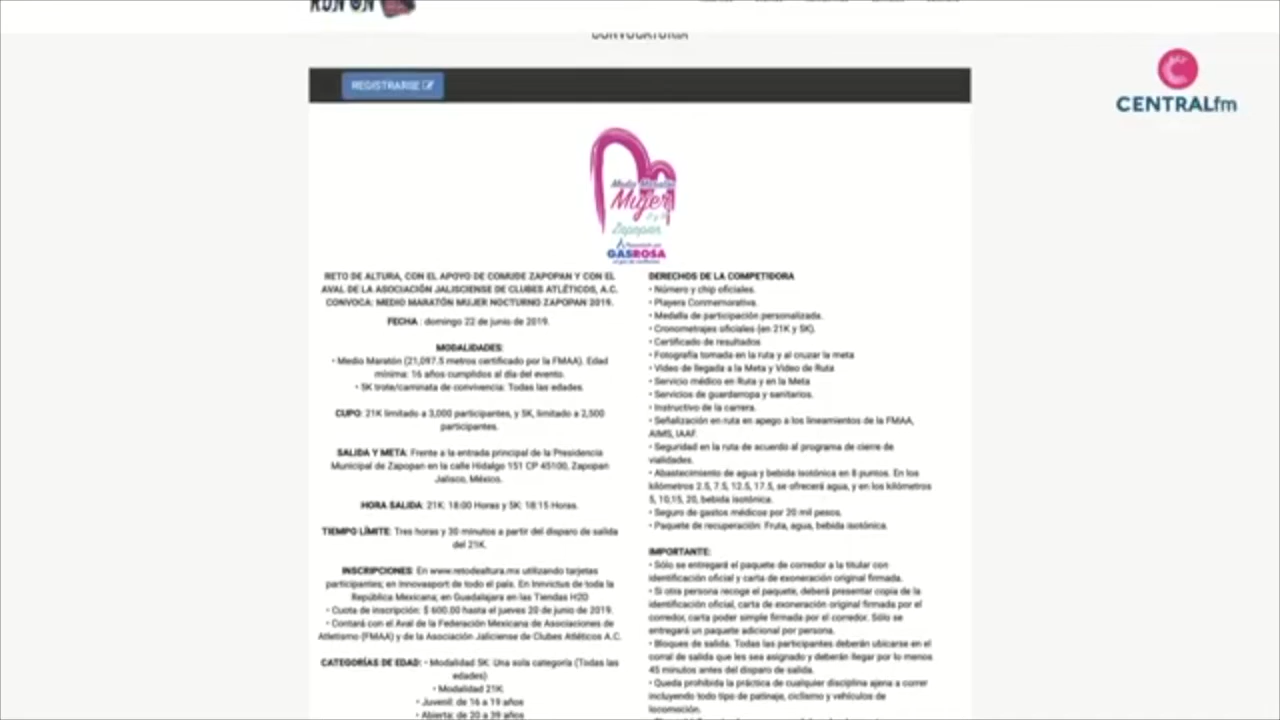 RUN ON
CONVOCATORIA
REGISTRARSE
CENTRALfm
Medio Maratón
Mujer
Zapopan
Presentado por
GASROSA
RETO DE ALTURA, CON EL APOYO DE COMUDE ZAPOPAN Y CON EL
AVAL DE LA ASOCIACIÓN JALISCIENSE DE CLUBES ATLÉTICOS, A.C.
CONVOCA: MEDIO MARATÓN MUJER NOCTURNO ZAPOPAN 2019.
FECHA : domingo 22 de junio de 2019.
MODALIDADES:
• Medio Maratón (21,097.5 metros certificado por la FMAA). Edad
mínima: 16 años cumplidos al día del evento.
• 5K trote/caminata de convivencia: Todas las edades.
CUPO: 21K limitado a 3,000 participantes, y 5K, limitado a 2,500
participantes.
SALIDA Y META: Frente a la entrada principal de la Presidencia
Municipal de Zapopan en la calle Hidalgo 151 CP 45100, Zapopan
Jalisco, México.
HORA SALIDA: 21K: 18:00 Horas y 5K: 18:15 Horas.
TIEMPO LÍMITE: Tres horas y 30 minutos a partir del disparo de salida
del 21K.
INSCRIPCIONES: En www.retodealtura.mx utilizando tarjetas
participantes; en Innovasport de todo el país. En Innvictus de toda la
República Mexicana; en Guadalajara en las Tiendas H2O
• Cuota de inscripción: $ 600.00 hasta el jueves 20 de junio de 2019.
• Contará con el Aval de la Federación Mexicana de Asociaciones de
Atletismo (FMAA) y de la Asociación Jaliciense de Clubes Atléticos A.C.
CATEGORÍAS DE EDAD: • Modalidad 5K: Una sola categoría (Todas las
edades)
• Modalidad 21K:
• Juvenil: de 16 a 19 años
• Abierta: de 20 a 39 años
DERECHOS DE LA COMPETIDORA
• Número y chip oficiales.
• Playera Conmemorativa.
• Medalla de participación personalizada.
• Cronometrajes oficiales (en 21K y 5K).
• Certificado de resultados
• Fotografía tomada en la ruta y al cruzar la meta
• Video de llegada a la Meta y Video de Ruta
• Servicio médico en Ruta y en la Meta
• Servicios de guardarropa y sanitarios.
• Instructivo de la carrera.
• Señalización en ruta en apego a los lineamientos de la FMAA,
AIMS, IAAF.
• Seguridad en la ruta de acuerdo al programa de cierre de
vialidades.
• Abastecimiento de agua y bebida isotónica en 8 puntos. En los
kilómetros 2.5, 7.5, 12.5, 17.5, se ofrecerá agua, y en los kilómetros
5, 10,15, 20, bebida isotónica.
• Seguro de gastos médicos por 20 mil pesos.
• Paquete de recuperación: Fruta, agua, bebida isotónica.
IMPORTANTE:
• Sólo se entregará el paquete de corredor a la titular con
identificación oficial y carta de exoneración original firmada.
• Si otra persona recoge el paquete, deberá presentar copia de la
identificación oficial, carta de exoneración original firmada por el
corredor, carta poder simple firmada por el corredor. Sólo se
entregará un paquete adicional por persona.
• Bloques de salida. Todas las participantes deberán ubicarse en el
corral de salida que les sea asignado y deberán llegar por lo menos
45 minutos antes del disparo de salida.
• Queda prohibida la práctica de cualquier disciplina ajena a correr
incluyendo todo tipo de patinaje, ciclismo y vehículos de
locomoción.